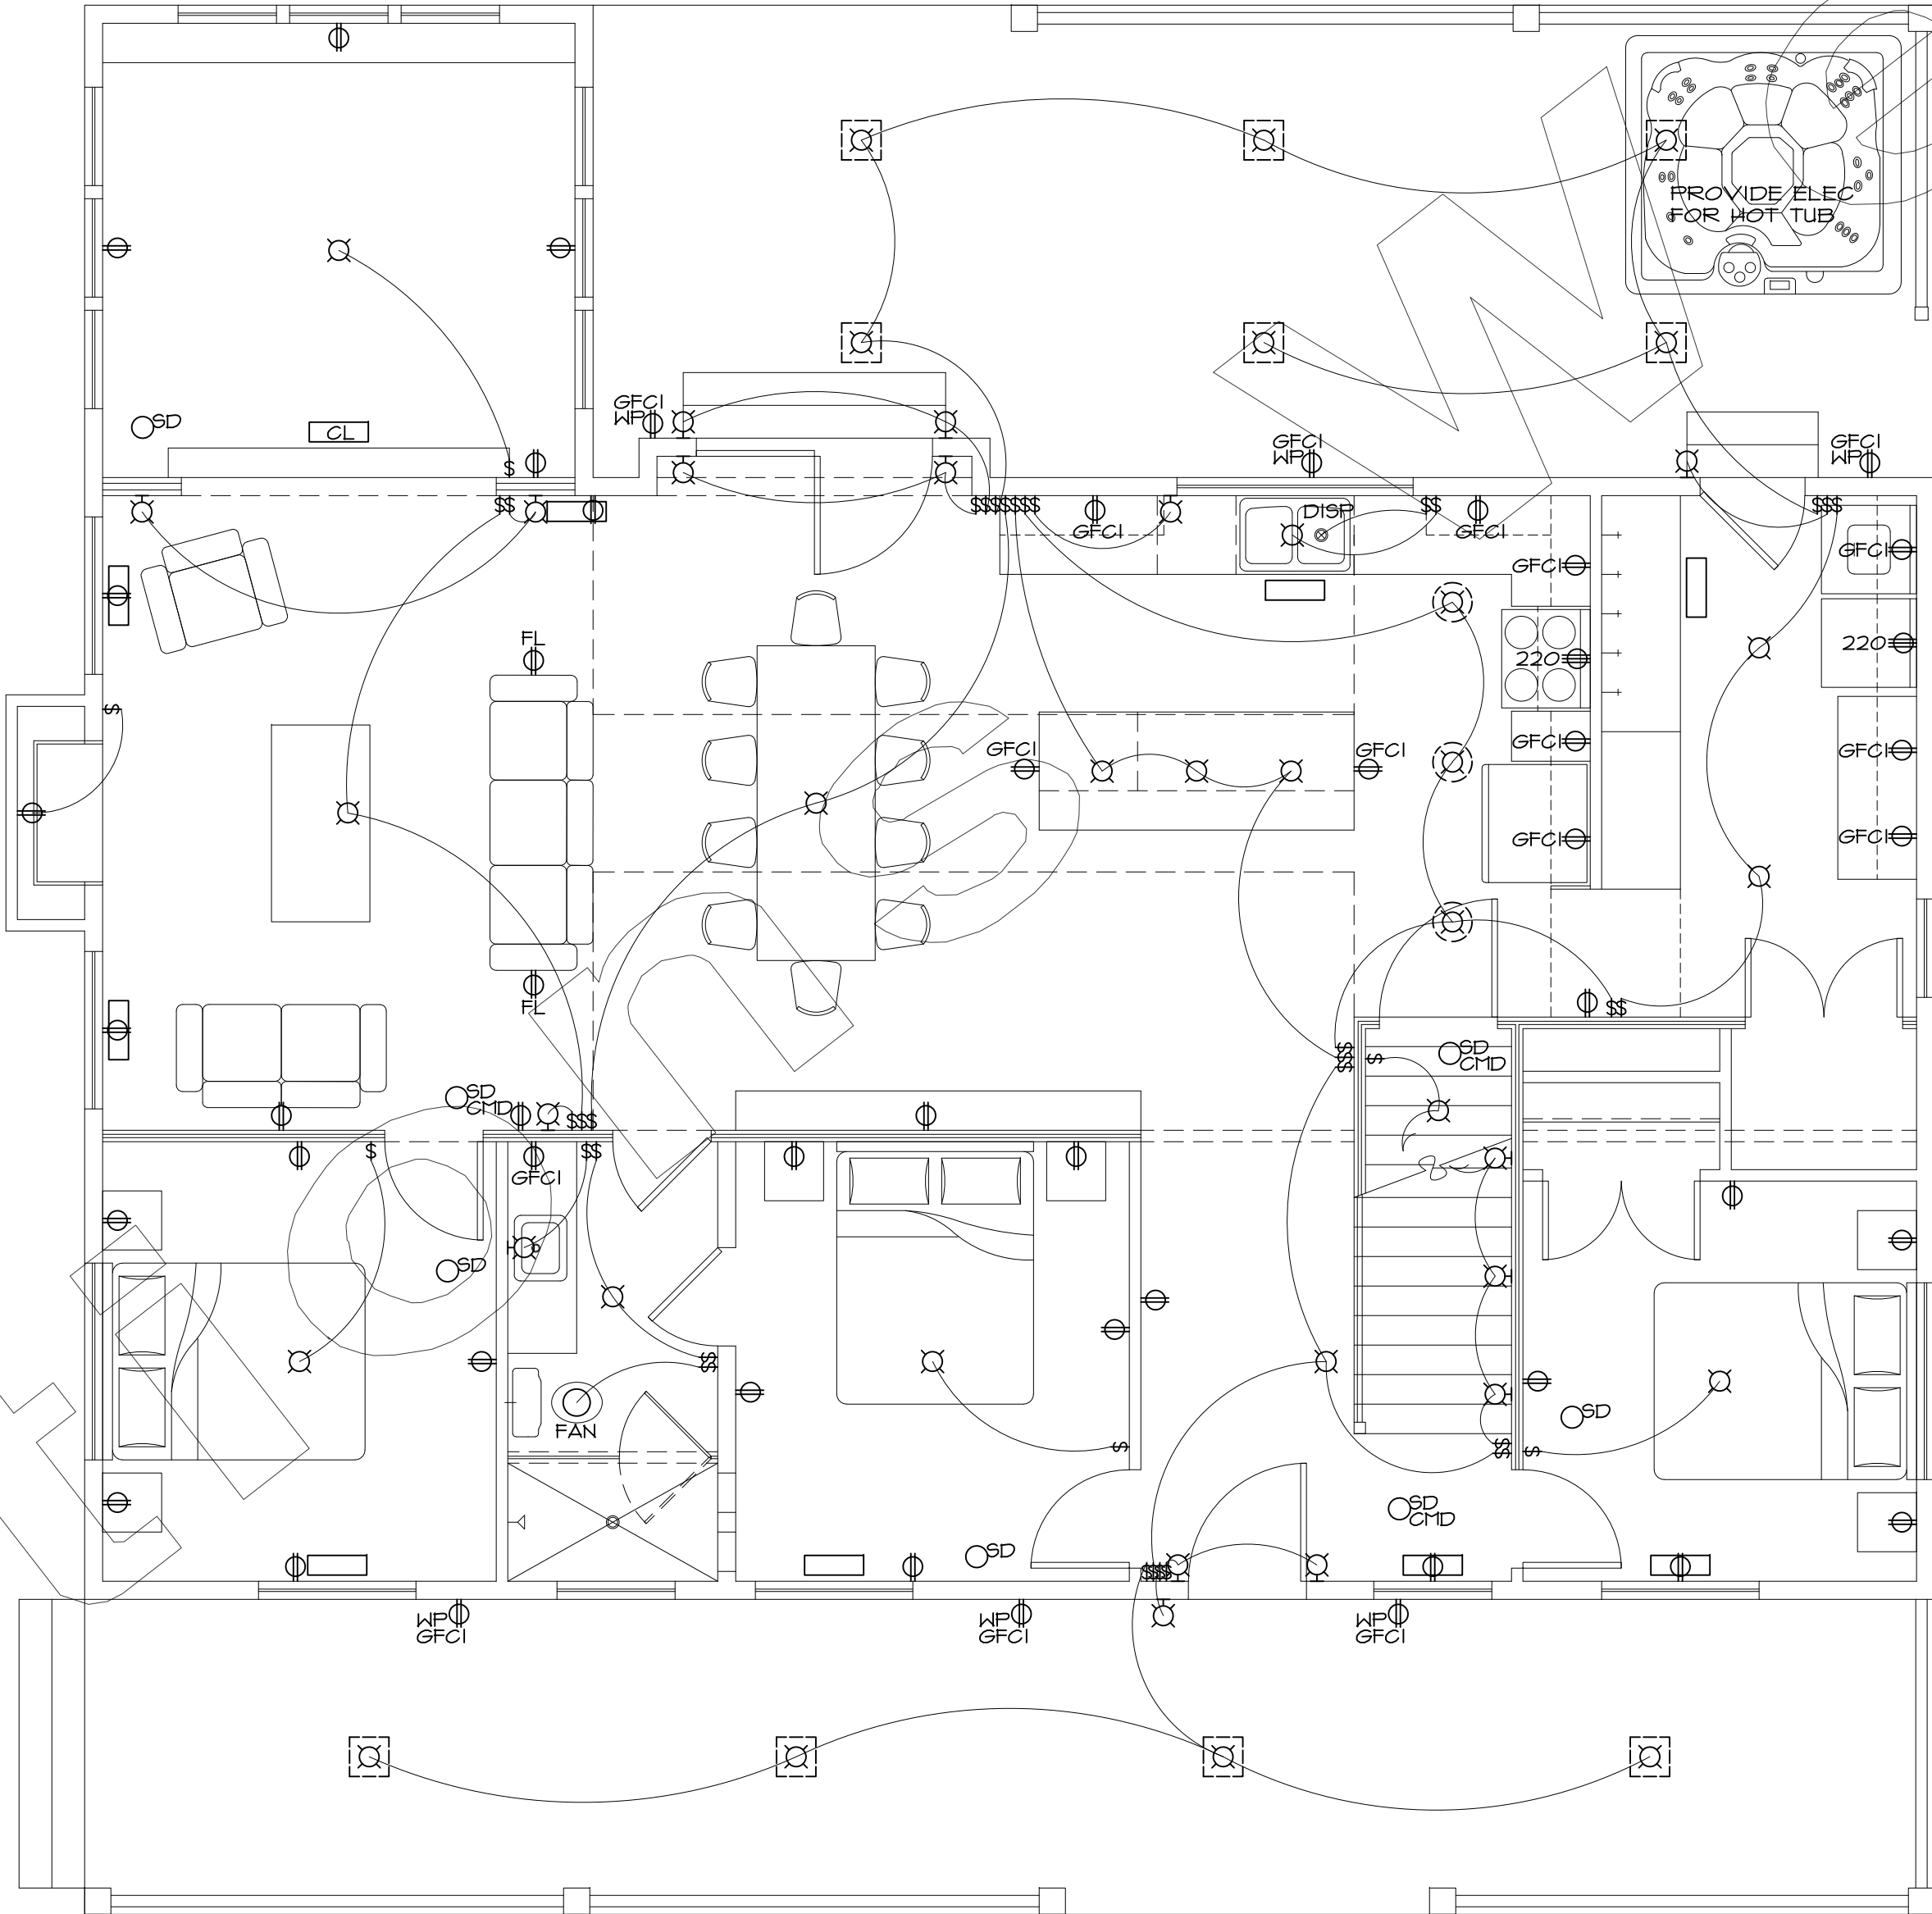 PROVIDE ELEC
FOR HOT TUB
GFCI
WP
SD
CL
$
GFCI
WP
GFCI
WP
$$
$$$$$$$
DISP
$$
$$$
GFCI
GFCI
GFCI
GFCI
FL
220
220
$
GFCI
GFCI
GFCI
GFCI
GFCI
GFCI
FL
$$
SD
CMD
$$$
$
SD
CMD
$$$
$
$$
GFCI
SD
$$
FAN
SD
$
$$
$
SD
CMD
SD
$$$$
WP
GFCI
WP
GFCI
WP
GFCI